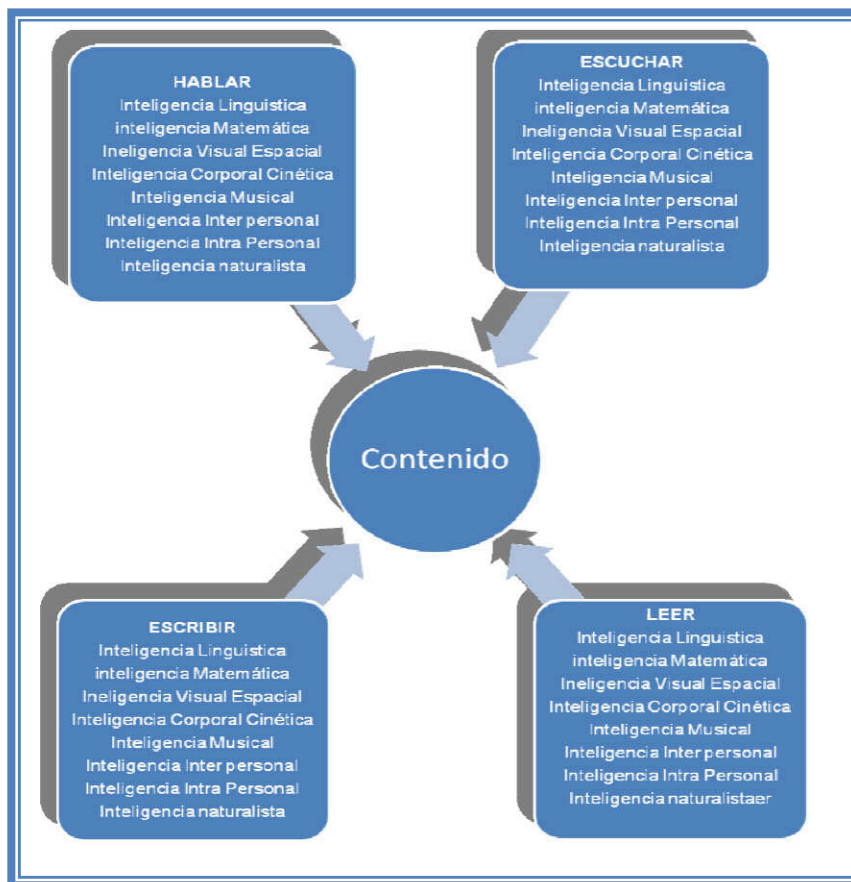 HABLAR
Inteligencia Linguistica
inteligencia Matemática
Ineligencia Visual Espacial
Inteligencia Corporal Cinética
Inteligencia Musical
Inteligencia Inter personal
Inteligencia Intra Personal
Inteligencia naturalista
ESCUCHAR
Inteligencia Linguistica
inteligencia Matemática
Ineligencia Visual Espacial
Inteligencia Corporal Cinética
Inteligencia Musical
Inteligencia Inter personal
Inteligencia Intra Personal
Inteligencia naturalista
Contenido
ESCRIBIR
Inteligencia Linguistica
inteligencia Matemática
Ineligencia Visual Espacial
Inteligencia Corporal Cinética
Inteligencia Musical
Inteligencia Inter personal
Inteligencia Intra Personal
Inteligencia naturalista
LEER
Inteligencia Linguistica
inteligencia Matemática
Ineligencia Visual Espacial
Inteligencia Corporal Cinética
Inteligencia Musical
Inteligencia Inter personal
Inteligencia Intra Personal
Inteligencia naturalistaer